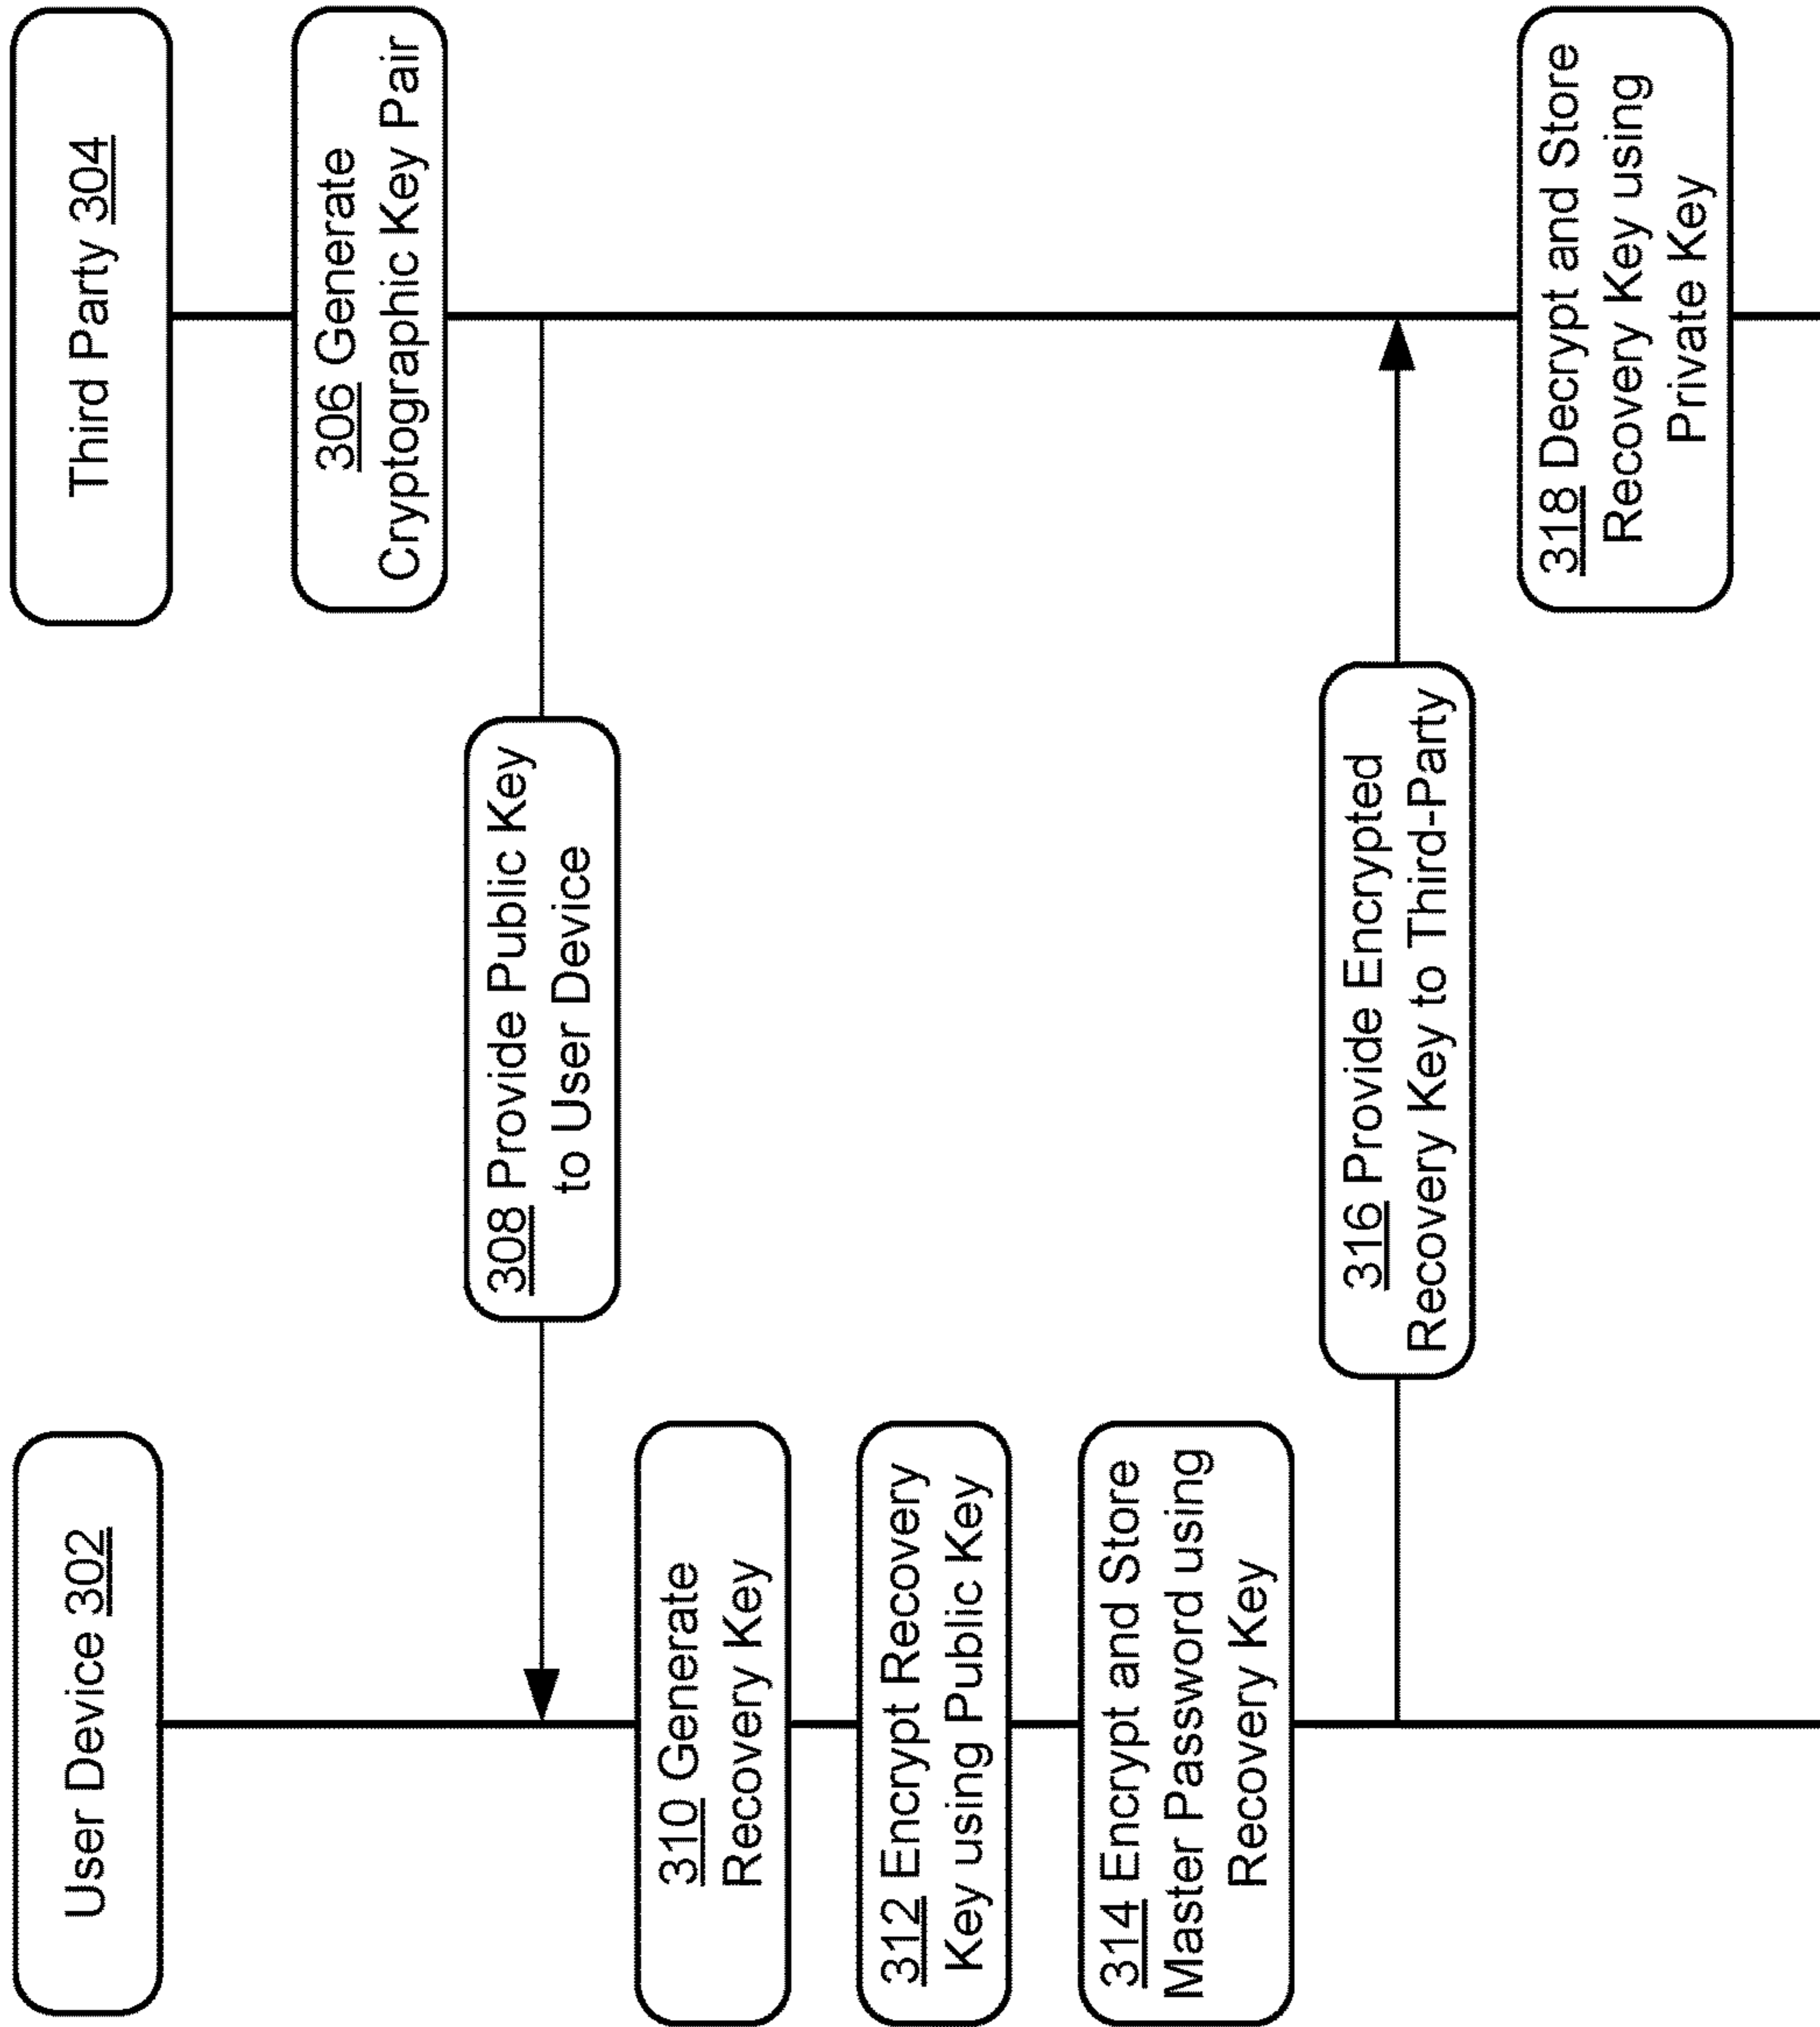 User Device 302
Third Party 304
306 Generate
Cryptographic Key Pair
308 Provide Public Key
to User Device
310 Generate
Recovery Key
312 Encrypt Recovery
Key using Public Key
314 Encrypt and Store
Master Password using
Recovery Key
316 Provide Encrypted
Recovery Key to Third-Party
318 Decrypt and Store
Recovery Key using
Private Key